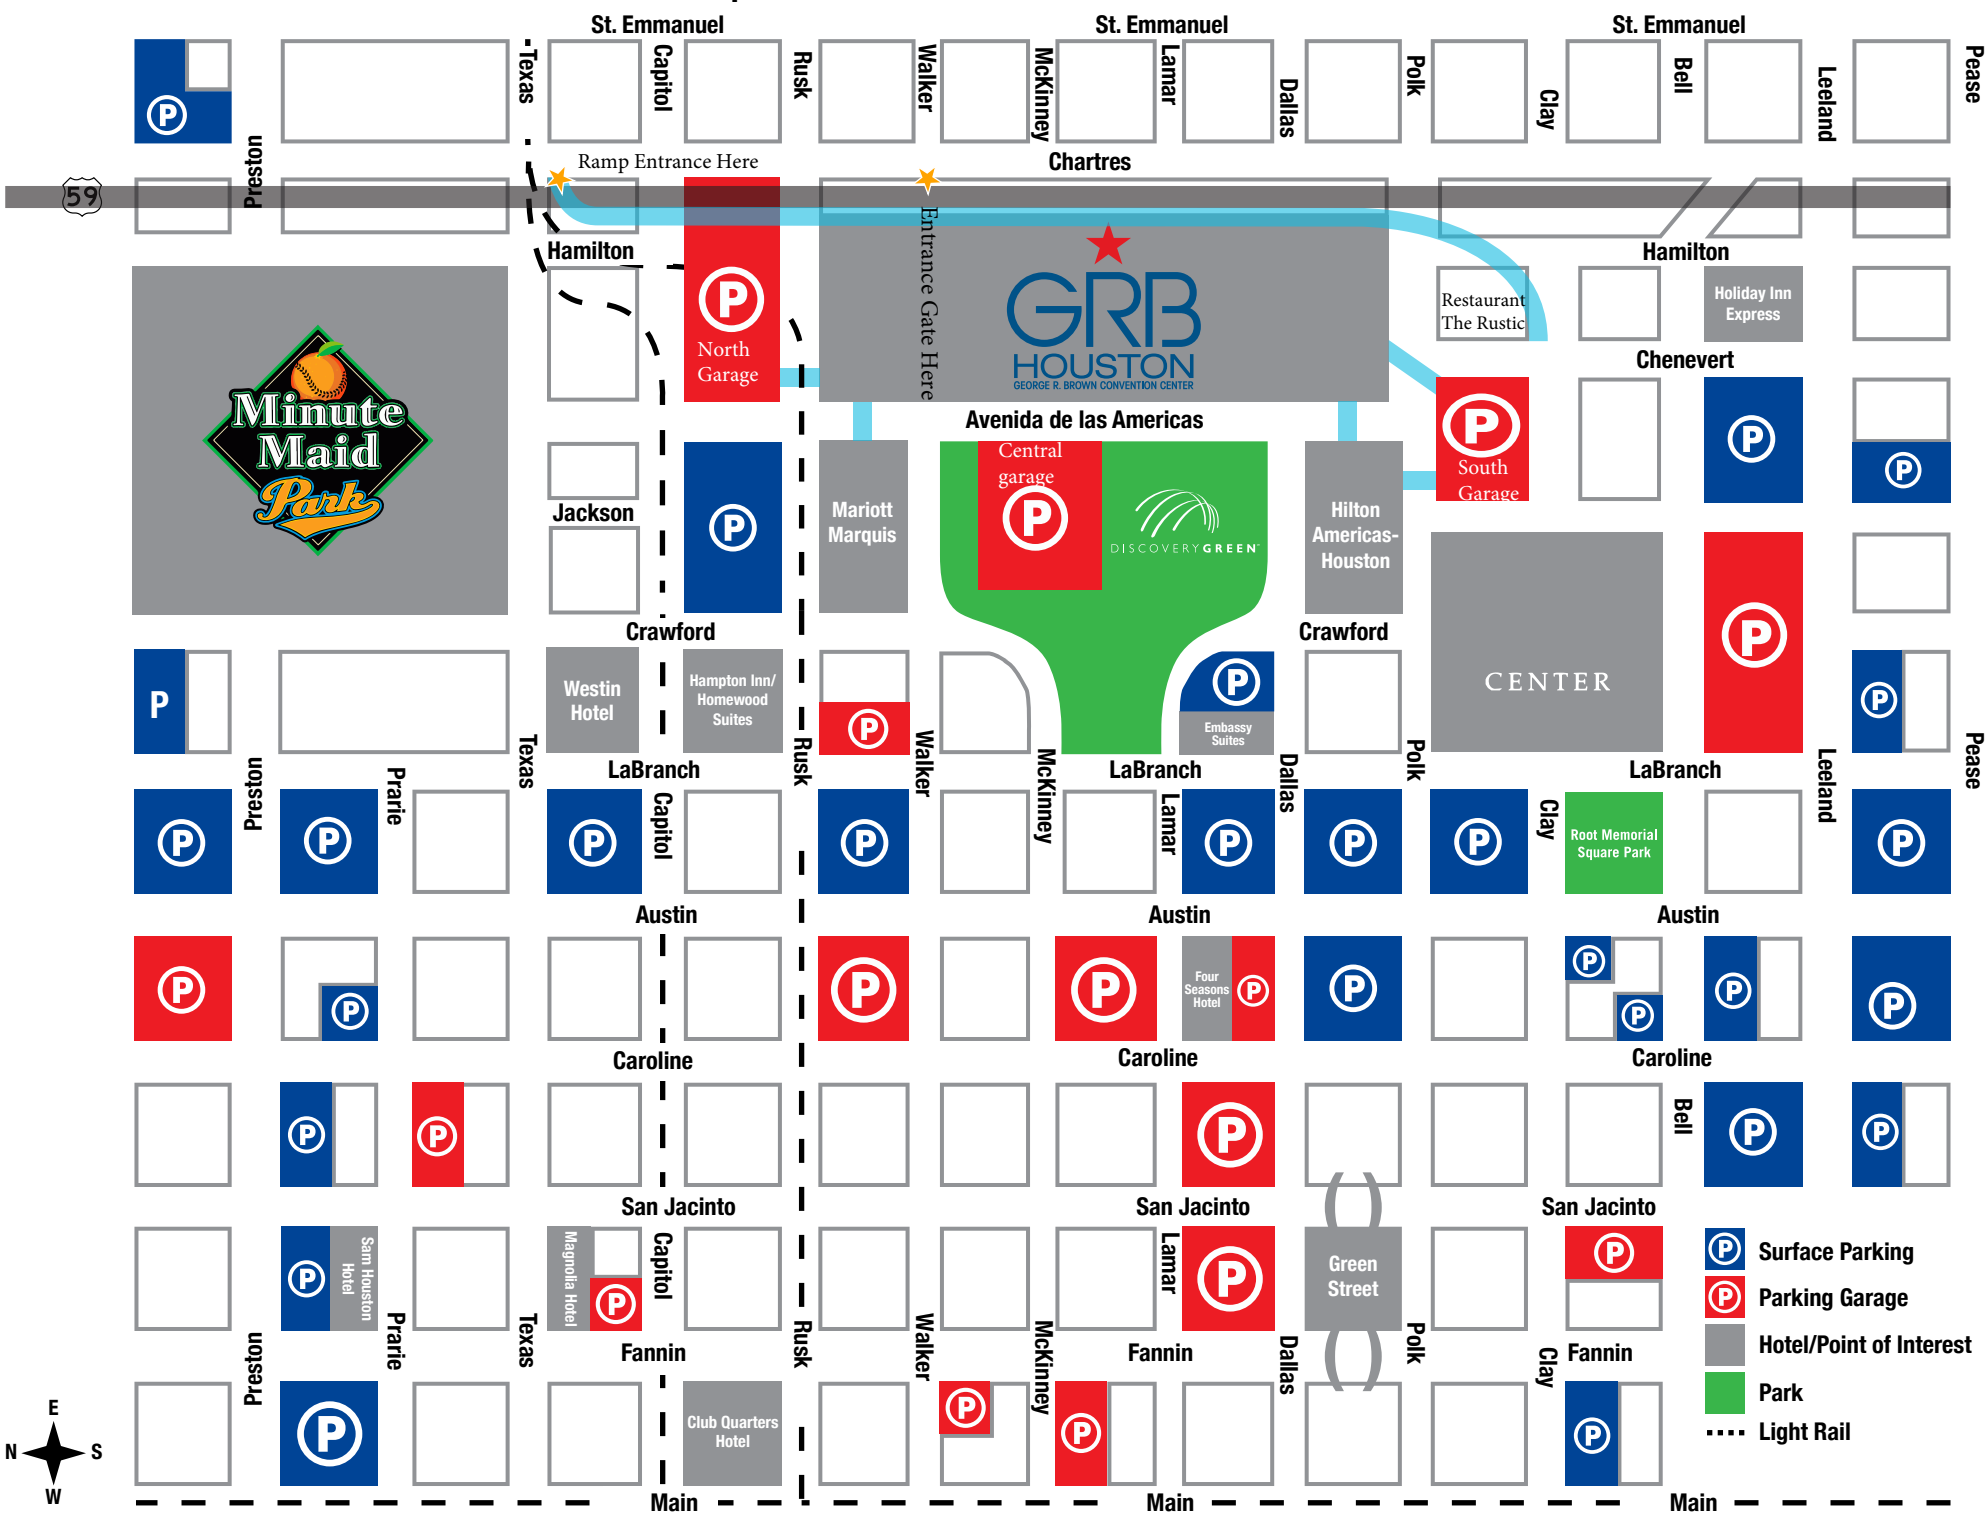 St. Emmanuel
St. Emmanuel
St. Emmanuel
Texas
Capitol
Rusk
Walker
McKinney
Lamar
Dallas
Polk
Clay
Bell
Leeland
Pease
P
Preston
Ramp Entrance Here
Chartres
59
Entrance Gate Here
Hamilton
Hamilton
P
North
Garage
GRB
HOUSTON
GEORGE R. BROWN CONVENTION CENTER
Restaurant
The Rustic
Holiday Inn
Express
Chenevert
Minute
Maid
Park
Avenida de las Americas
P
South
Garage
P
P
Jackson
P
Mariott
Marquis
Central
garage
P
DISCOVERYGREEN
Hilton
Americas-
Houston
CENTER
P
Crawford
Crawford
P
Westin
Hotel
Hampton Inn/
Homewood
Suites
P
P
Embassy
Suites
P
Preston
Prarie
Texas
LaBranch
Capitol
Rusk
Walker
McKinney
LaBranch
Lamar
Dallas
Polk
Clay
LaBranch
Leeland
Pease
P
P
P
P
P
P
P
Root Memorial
Square Park
P
Austin
Austin
Austin
P
P
P
P
Four
Seasons
Hotel
P
P
P
P
P
P
Caroline
Caroline
Caroline
P
P
P
Bell
P
P
San Jacinto
San Jacinto
San Jacinto
P
Sam Houston
Hotel
Magnolia Hotel
P
Capitol
Lamar
P
Green
Street
P
P Surface Parking
P Parking Garage
Hotel/Point of Interest
Park
Light Rail
Preston
Prarie
Texas
Fannin
Rusk
Walker
McKinney
Fannin
Dallas
Polk
Clay
Fannin
P
Club Quarters
Hotel
P
P
P
E
N
S
W
Main
Main
Main